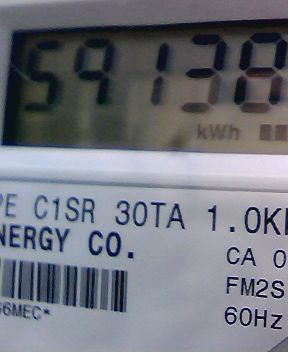 59138
kWh
PE C1SR 30TA 1.0K
NERGY CO.
CA 0
FM2S
6MEC*
60Hz